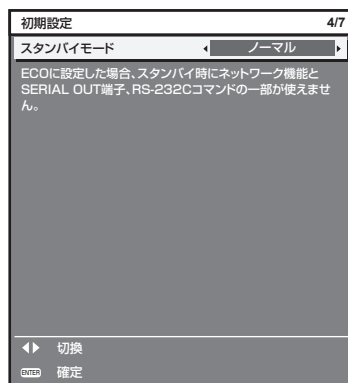 初期設定 4/7
スタンバイモード ノーマル
ECOに設定した場合、スタンバイ時にネットワーク機能と
SERIAL OUT端子、RS-232Cコマンドの一部が使えませ
ん。
切換
ENTER 確定